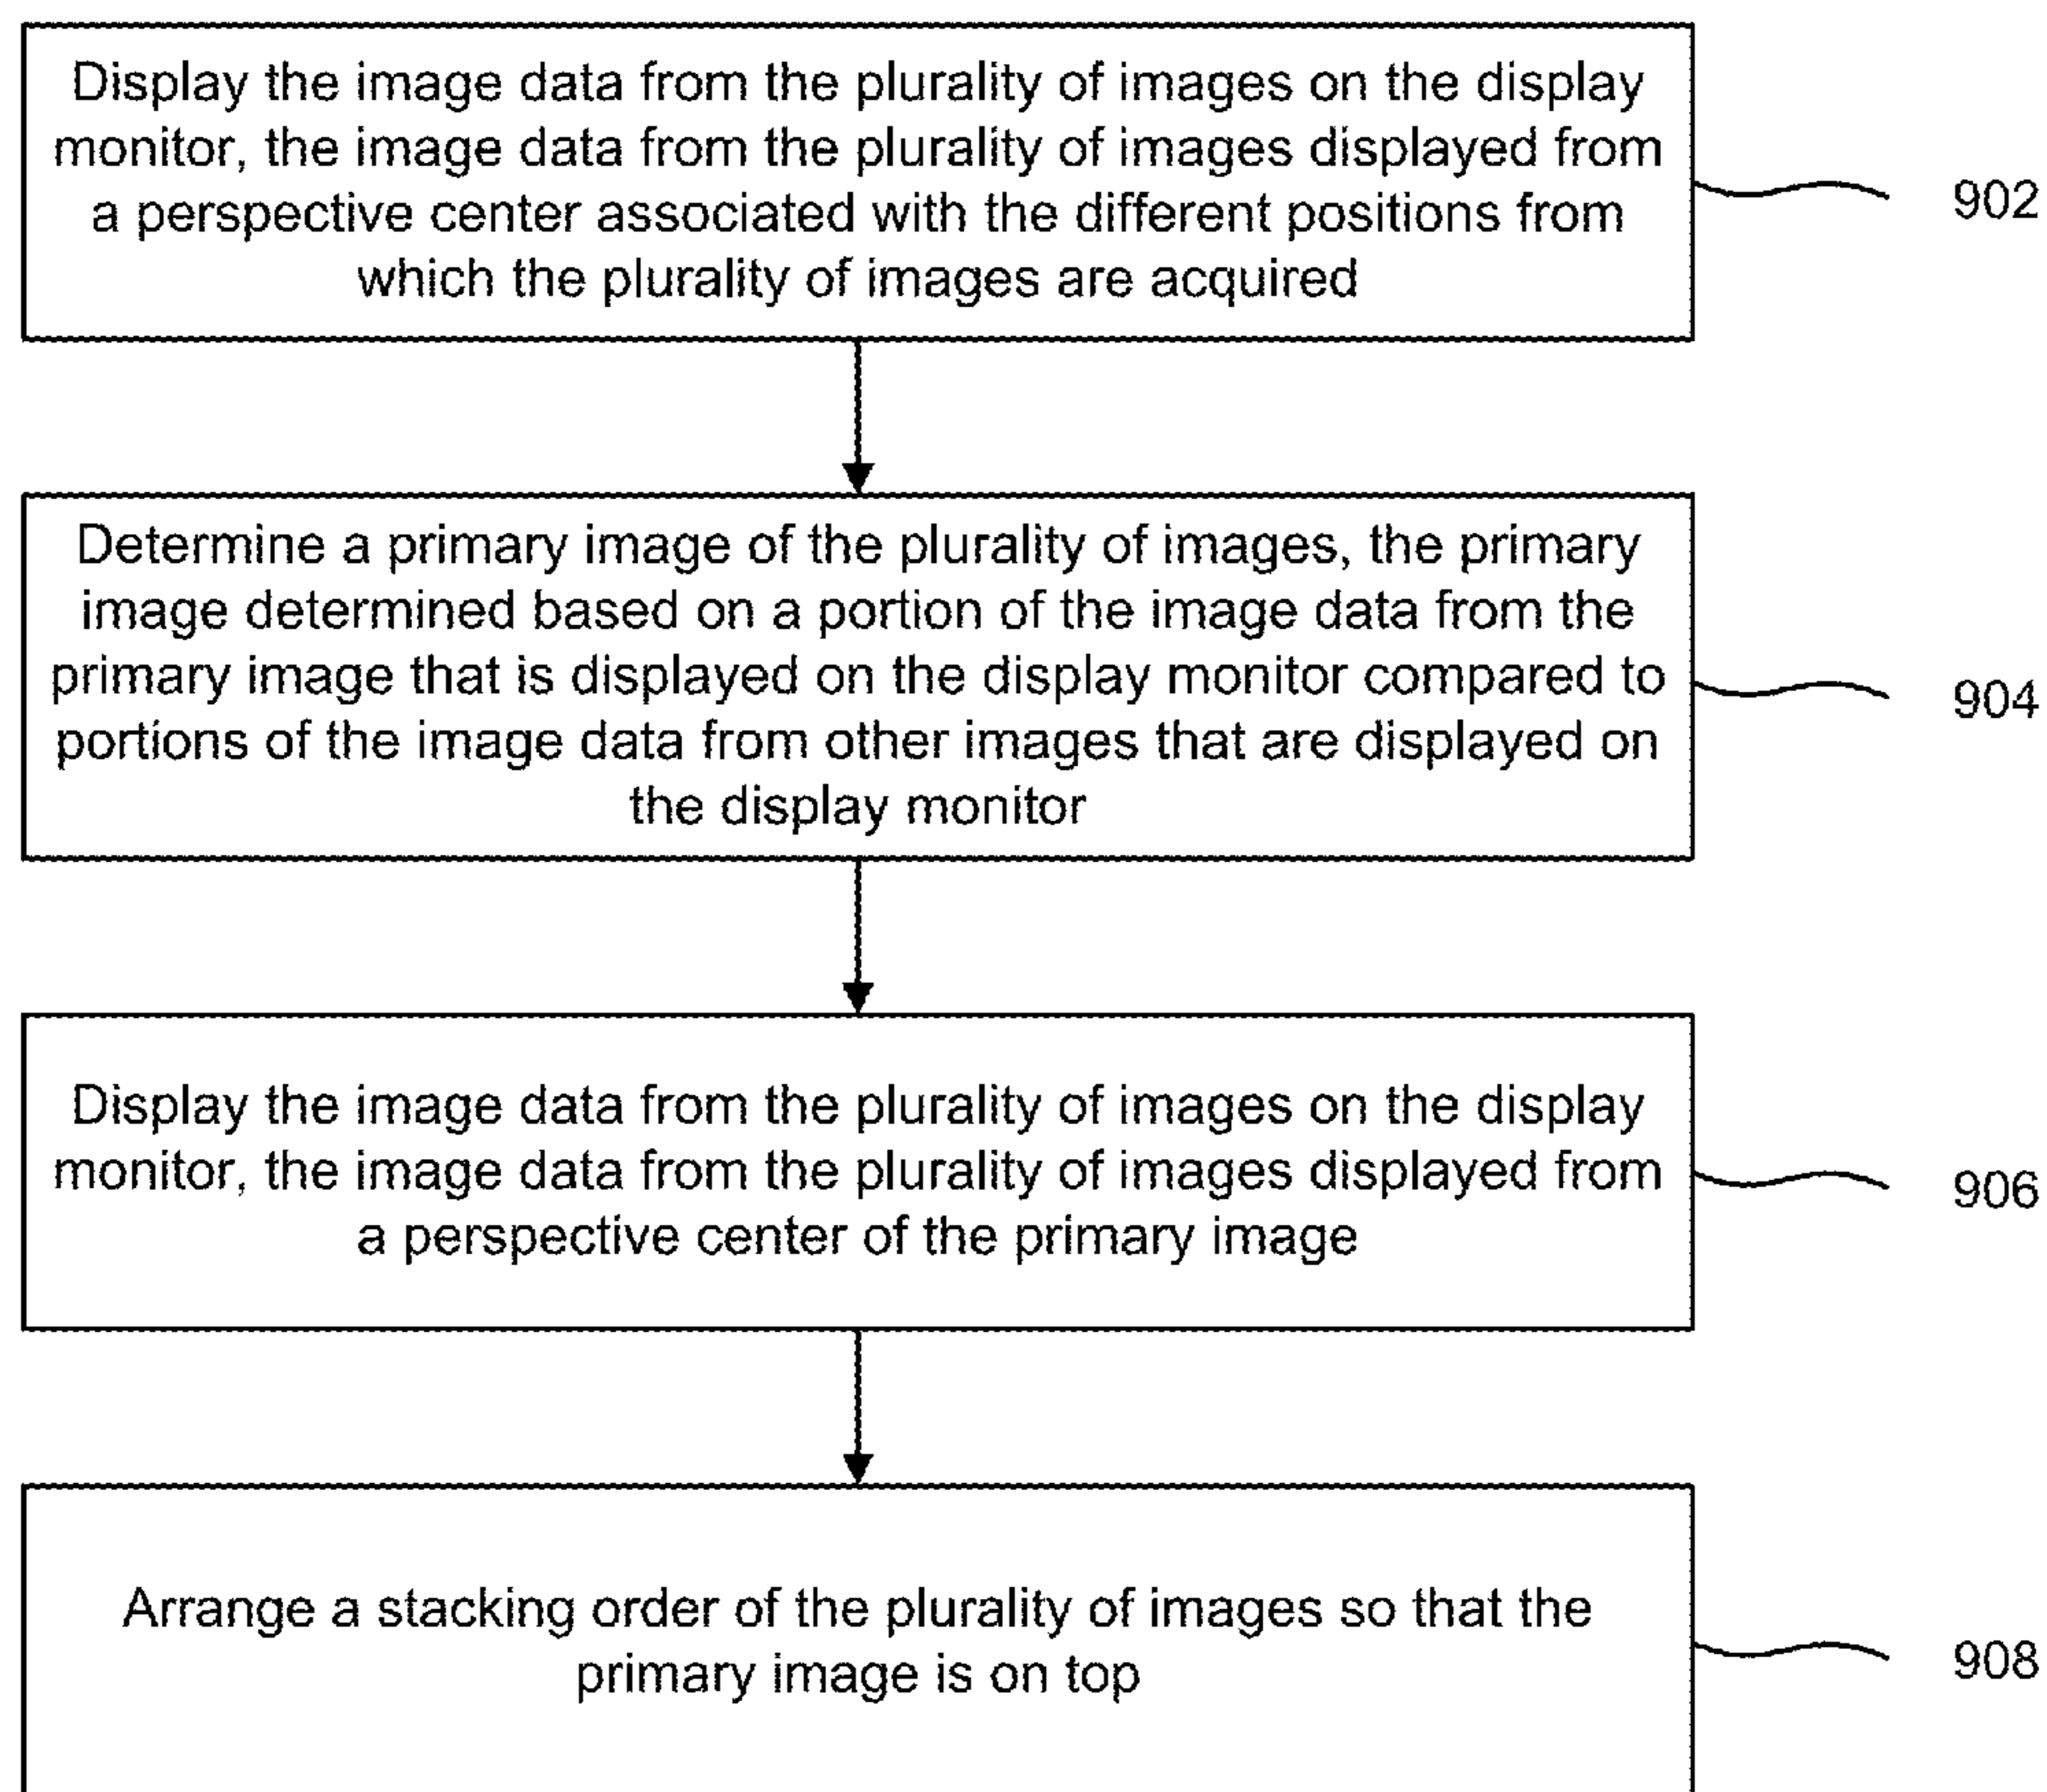 Display the image data from the plurality of images on the display
monitor, the image data from the plurality of images displayed from
a perspective center associated with the different positions from
which the plurality of images are acquired
902
Determine a primary image of the plurality of images, the primary
image determined based on a portion of the image data from the
primary image that is displayed on the display monitor compared to
portions of the image data from other images that are displayed on
the display monitor
904
Display the image data from the plurality of images on the display
monitor, the image data from the plurality of images displayed from
a perspective center of the primary image
906
Arrange a stacking order of the plurality of images so that the
primary image is on top
908